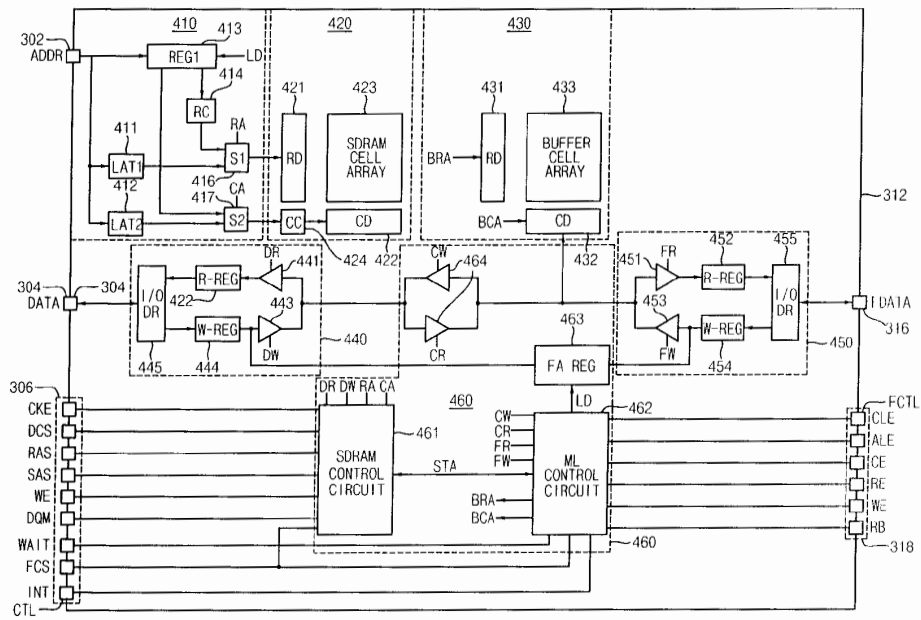 410
420
430
302
413
ADDR
REG1
LD
414
RC
421
423
431
433
411
RA
LAT1
S1
RD
SDRAM
CELL
ARRAY
BRA
RD
BUFFER
CELL
ARRAY
412
416
417
CA
312
LAT2
S2
CC
CD
BCA
CD
424
422
432
DR
441
CW
464
451
FR
452
455
304
304
DATA
I/O
DR
R-REG
422
443
R-REG
I/O
DR
FDATA
453
316
W-REG
463
W-REG
445
444
DW
440
CR
FA REG
FW
454
450
306
DR
DW
RA
CA
460
LD
462
FCTL
CKE
461
CW
CLE
DCS
CR
ALE
RAS
SDRAM
CONTROL
CIRCUIT
STA
FR
ML
CONTROL
CIRCUIT
CE
SAS
FW
RE
WE
BRA
WE
DQM
BCA
RB
WAIT
460
318
FCS
INT
CTL